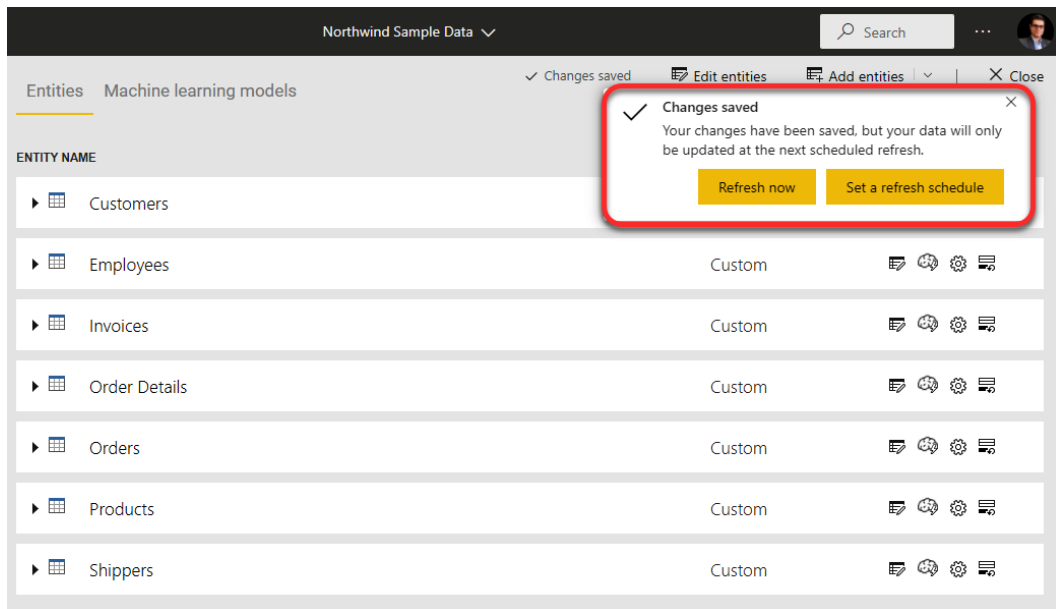 Northwind Sample Data
Search
Entities Machine learning models
Changes saved Edit entities Add entities Close
Changes saved
Your changes have been saved, but your data will only
be updated at the next scheduled refresh.
Refresh now Set a refresh schedule
ENTITY NAME
Customers
Employees Custom
Invoices Custom
Order Details Custom
Orders Custom
Products Custom
Shippers Custom